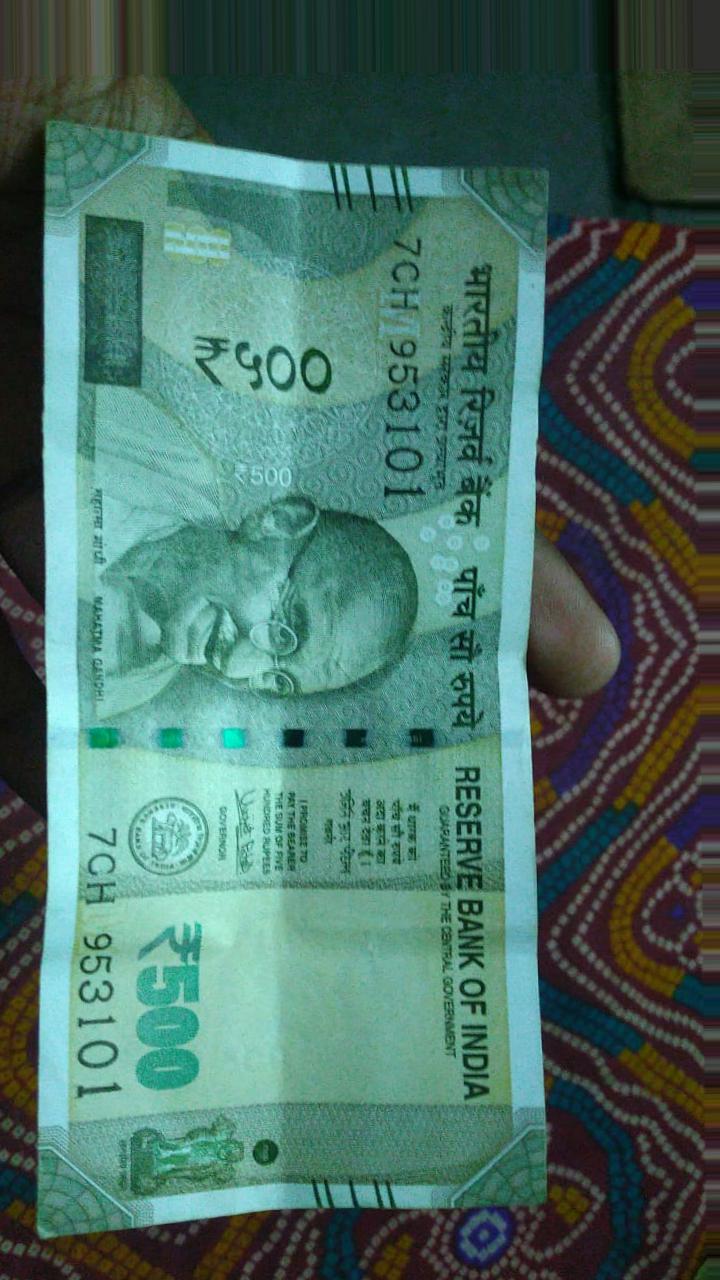 भारतीय रिज़र्व बैंक पाँच सौ रुपये RESERVE BANK OF INDIA
GUARANTEED BY THE CENTRAL GOVERNMENT
7CH 953101
₹५००
₹500
महात्मा गांधी MAHATMA GANDHI
I PROMISE TO
PAY THE BEARER
THE SUM OF FIVE
HUNDRED RUPEES
GOVERNOR
₹500
7CH 953101